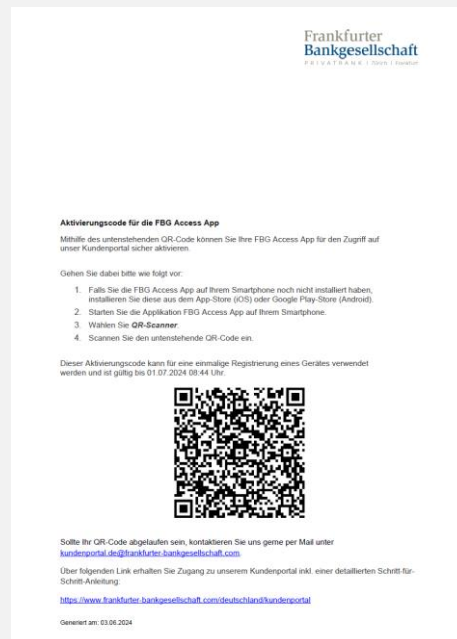 Frankfurter
Bankgesellschaft
PRIVATBANK | Zürich | Frankfurt
Aktivierungscode für die FBG Access App
Mithilfe des untenstehenden QR-Code können Sie Ihre FBG Access App für den Zugriff auf
unser Kundenportal sicher aktivieren.
Gehen Sie dabei bitte wie folgt vor:
1. Falls Sie die FBG Access App auf Ihrem Smartphone noch nicht installiert haben,
installieren Sie diese aus dem App-Store (iOS) oder Google Play-Store (Android).
2. Starten Sie die Applikation FBG Access App auf Ihrem Smartphone.
3. Wählen Sie QR-Scanner.
4. Scannen Sie den untenstehende QR-Code ein.
Dieser Aktivierungscode kann für eine einmalige Registrierung eines Gerätes verwendet
werden und ist gültig bis 01.07.2024 08:44 Uhr.
Sollte Ihr QR-Code abgelaufen sein, kontaktieren Sie uns gerne per Mail unter
kundenportal.de@frankfurter-bankgesellschaft.com.
Über folgenden Link erhalten Sie Zugang zu unserem Kundenportal inkl. einer detaillierten Schritt-für-
Schritt-Anleitung:
https://www.frankfurter-bankgesellschaft.com/deutschland/kundenportal
Generiert am: 03.06.2024